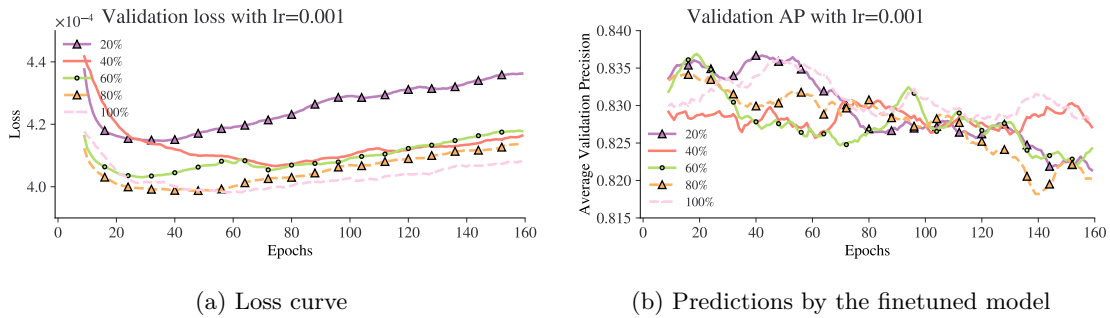 Validation loss with lr=0.001
×10⁻⁴
4.4
4.2
4.0
Loss
20%
40%
60%
80%
100%
0 20 40 60 80 100 120 140 160
Epochs
(a) Loss curve
Validation AP with lr=0.001
0.840
0.835
0.830
0.825
0.820
0.815
Average Validation Precision
20%
40%
60%
80%
100%
0 20 40 60 80 100 120 140 160
Epochs
(b) Predictions by the finetuned model